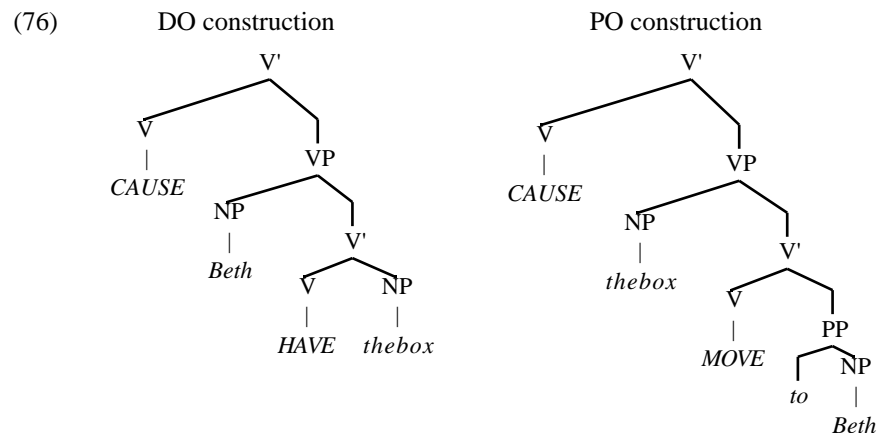 (76) DO construction PO construction
V' V'
V V
| VP | VP
CAUSE CAUSE
NP NP
| V' | V'
Beth thebox
V NP V
| | | PP
HAVE thebox MOVE NP
to |
Beth